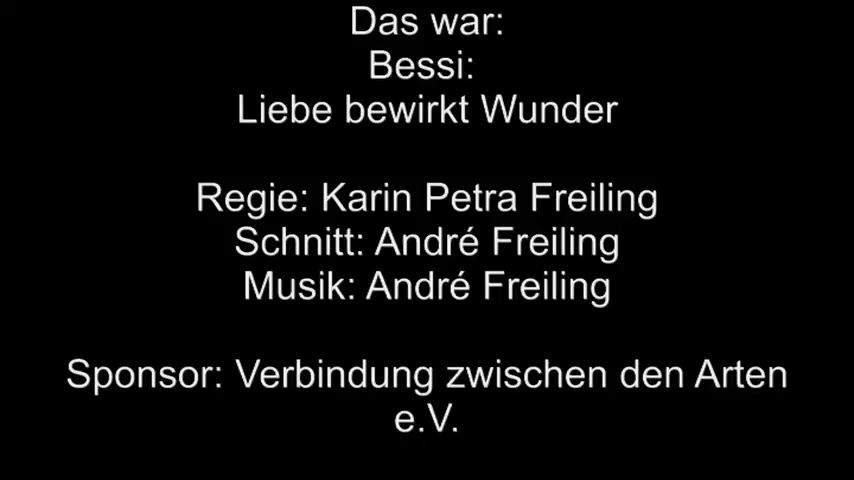 Das war:
Bessi:
Liebe bewirkt Wunder
Regie: Karin Petra Freiling
Schnitt: André Freiling
Musik: André Freiling
Sponsor: Verbindung zwischen den Arten
e.V.